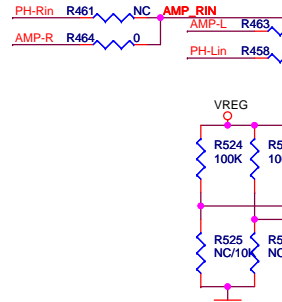 PH-Rin R461 NC AMP_RIN
AMP-L R463
AMP-R R464 0
PH-Lin R458
VREG
R524
100K
R525
NC/10K